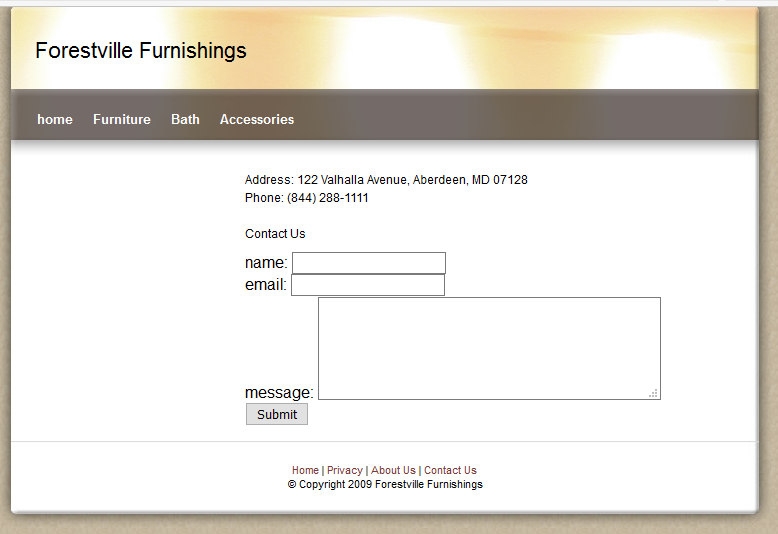 Forestville Furnishings
home Furniture Bath Accessories
Address: 122 Valhalla Avenue, Aberdeen, MD 07128
Phone: (844) 288-1111
Contact Us
name:
email:
message:
Submit
Home | Privacy | About Us | Contact Us
© Copyright 2009 Forestville Furnishings